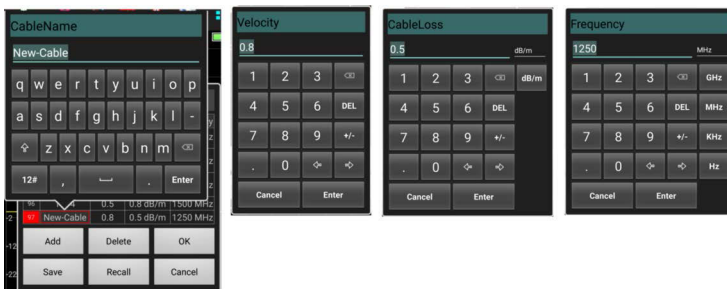 CableName
New-Cable
q w e r t y u i o p
a s d f g h j k l -
z x c v b n m
12# , . Enter
96 0.5 0.8 dB/m 1500 MHz
97 New-Cable 0.8 0.5 dB/m 1250 MHz
Add Delete OK
Save Recall Cancel
-2
-12
-22
Velocity
0.8
1 2 3
4 5 6 DEL
7 8 9 +/-
. 0
Cancel Enter
CableLoss
0.5 dB/m
1 2 3 dB/m
4 5 6 DEL
7 8 9 +/-
. 0
Cancel Enter
Frequency
1250 MHz
1 2 3 GHz
4 5 6 DEL MHz
7 8 9 +/- KHz
. 0 Hz
Cancel Enter